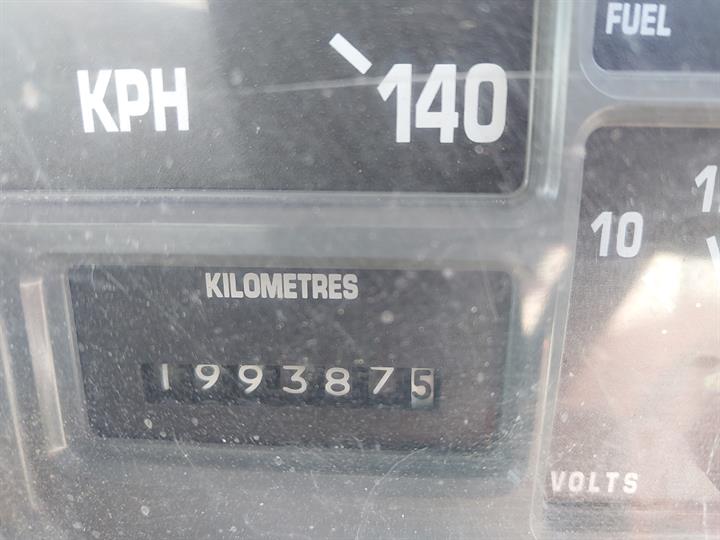 FUEL
KPH
140
10
KILOMETRES
1993875
VOLTS